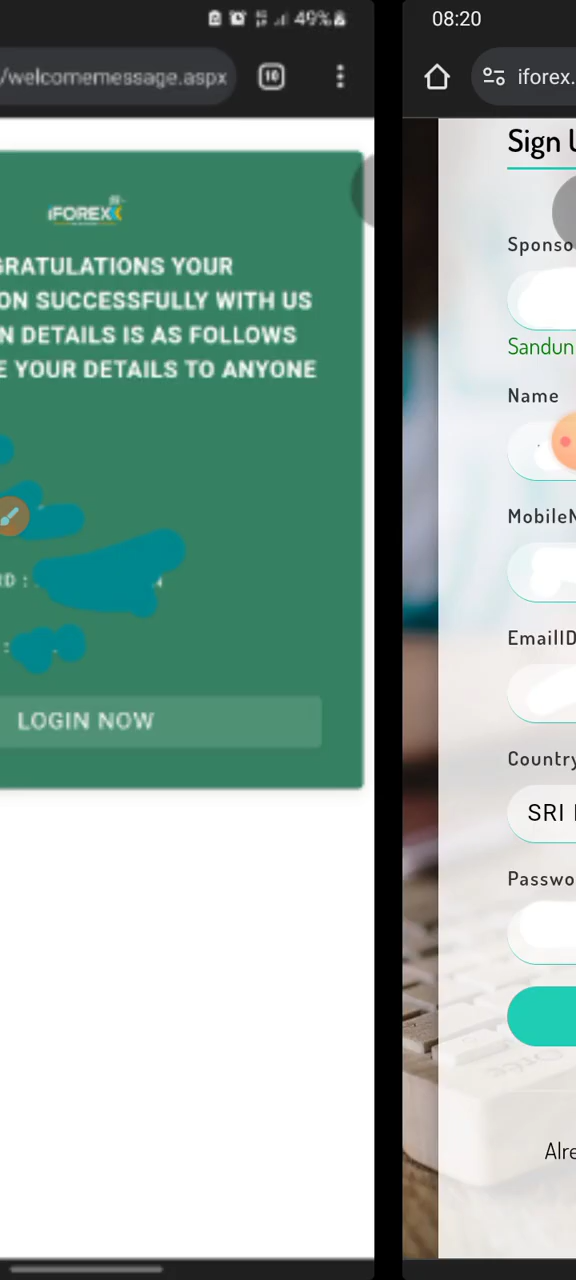 49%
/welcomemessage.aspx
10
iFOREX
GRATULATIONS YOUR
ON SUCCESSFULLY WITH US
N DETAILS IS AS FOLLOWS
E YOUR DETAILS TO ANYONE
RD :
:
LOGIN NOW
08:20
iforex.
Sign U
Sponso
Sandun
Name
MobileN
EmailID
Country
SRI
Passwo
Alre